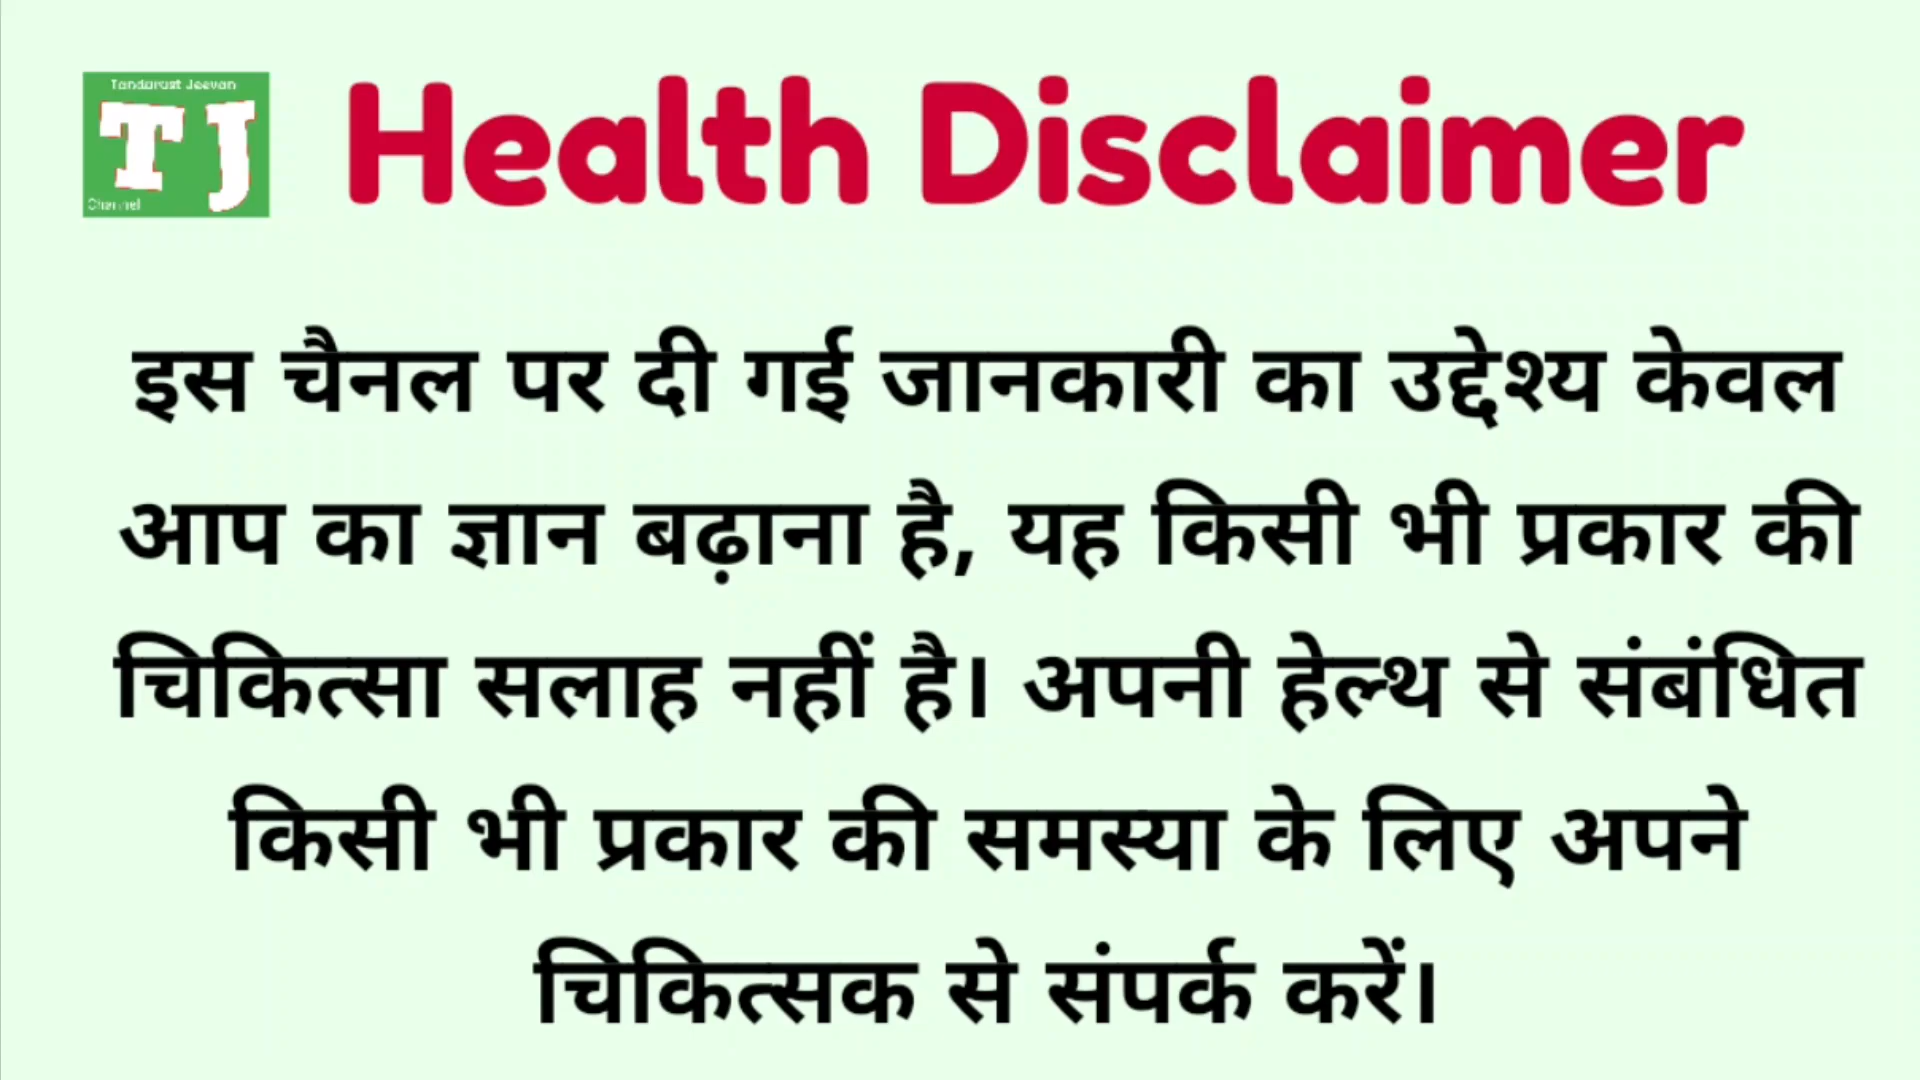 Tandurust Jeevan
TJ
Channel
Health Disclaimer
इस चैनल पर दी गई जानकारी का उद्देश्य केवल
आप का ज्ञान बढ़ाना है, यह किसी भी प्रकार की
चिकित्सा सलाह नहीं है। अपनी हेल्थ से संबंधित
किसी भी प्रकार की समस्या के लिए अपने
चिकित्सक से संपर्क करें।